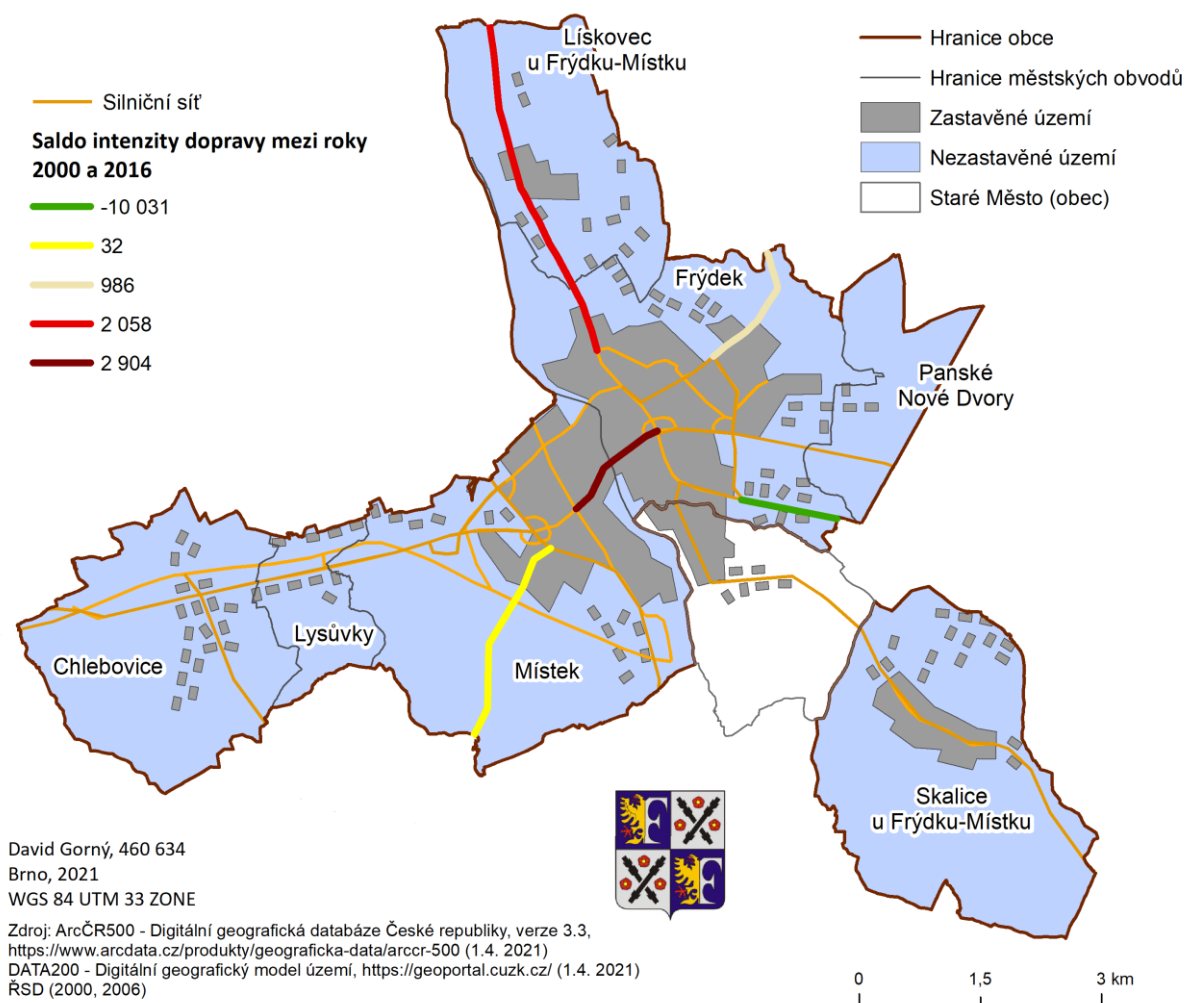 Silniční síť
Saldo intenzity dopravy mezi roky
2000 a 2016
-10 031
32
986
2 058
2 904
Hranice obce
Hranice městských obvodů
Zastavěné území
Nezastavěné území
Staré Město (obec)
Lískovec
u Frýdku-Místku
Frýdek
Panské
Nové Dvory
Lysůvky
Chlebovice
Místek
Skalice
u Frýdku-Místku
David Gorný, 460 634
Brno, 2021
WGS 84 UTM 33 ZONE
Zdroj: ArcČR500 - Digitální geografická databáze České republiky, verze 3.3,
https://www.arcdata.cz/produkty/geograficka-data/arccr-500 (1.4. 2021)
DATA200 - Digitální geografický model území, https://geoportal.cuzk.cz/ (1.4. 2021)
ŘSD (2000, 2006)
0 1,5 3 km